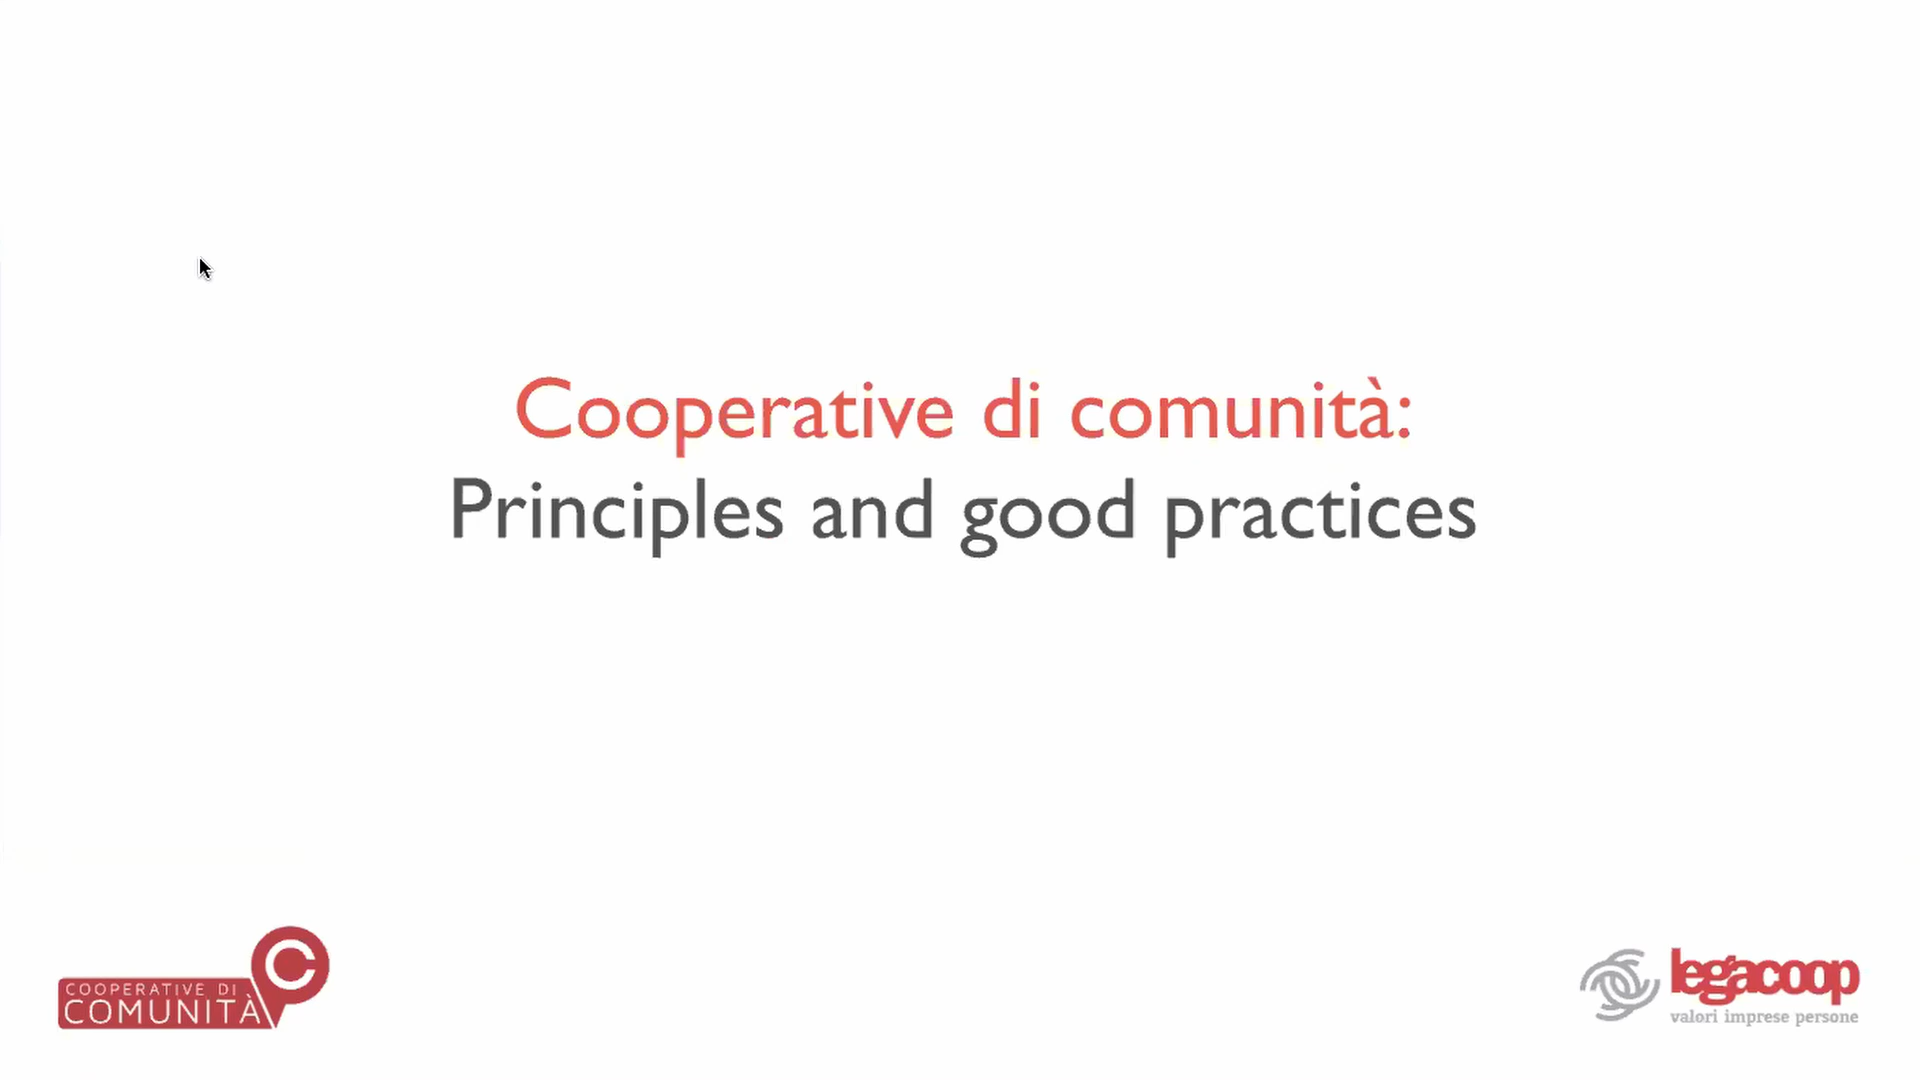 Cooperative di comunità:
Principles and good practices
COOPERATIVE DI
COMUNITÀ
legacoop
valori imprese persone